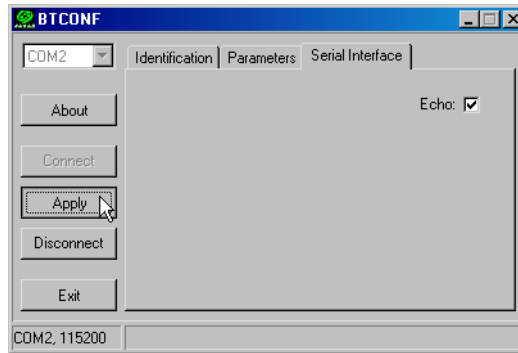 BTCONF
COM2
Identification
Parameters
Serial Interface
Echo:
About
Connect
Apply
Disconnect
Exit
COM2, 115200